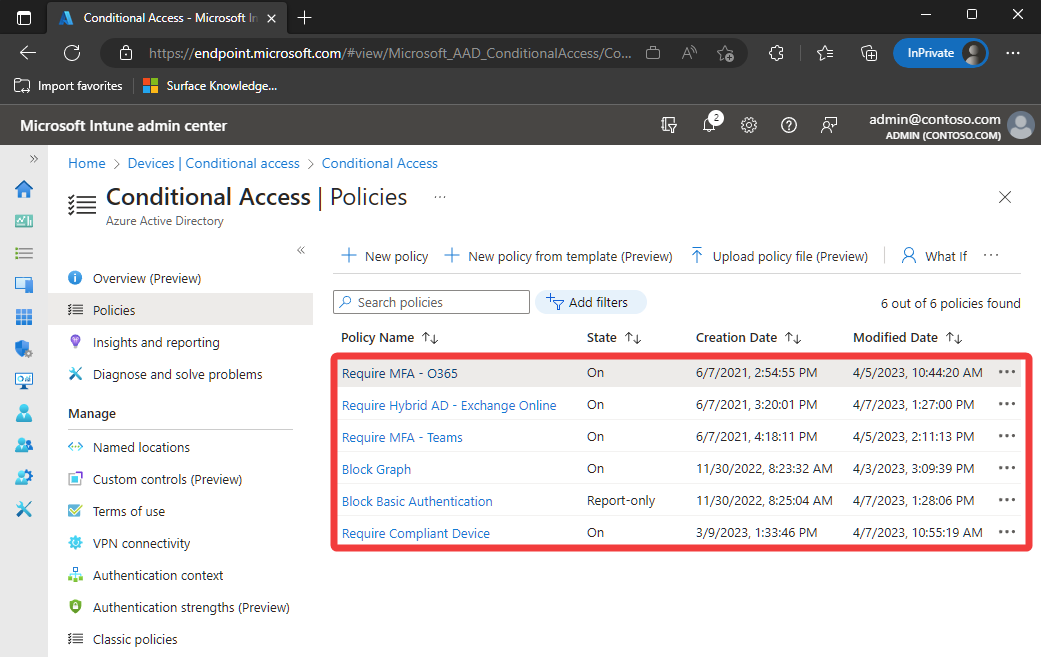 Conditional Access - Microsoft In
https://endpoint.microsoft.com/#view/Microsoft_AAD_ConditionalAccess/Co...
InPrivate
Import favorites
Surface Knowledge...
Microsoft Intune admin center
2
admin@contoso.com
ADMIN (CONTOSO.COM)
Home > Devices | Conditional access > Conditional Access
Conditional Access | Policies ...
Azure Active Directory
Overview (Preview)
Policies
Insights and reporting
Diagnose and solve problems
Manage
Named locations
Custom controls (Preview)
Terms of use
VPN connectivity
Authentication context
Authentication strengths (Preview)
Classic policies
New policy New policy from template (Preview) Upload policy file (Preview) What If ...
Search policies Add filters 6 out of 6 policies found
Policy Name State Creation Date Modified Date
Require MFA - O365 On 6/7/2021, 2:54:55 PM 4/5/2023, 10:44:20 AM
Require Hybrid AD - Exchange Online On 6/7/2021, 3:20:01 PM 4/7/2023, 1:27:00 PM
Require MFA - Teams On 6/7/2021, 4:18:11 PM 4/5/2023, 2:11:13 PM
Block Graph On 11/30/2022, 8:23:32 AM 4/3/2023, 3:09:39 PM
Block Basic Authentication Report-only 11/30/2022, 8:25:04 AM 4/7/2023, 1:28:06 PM
Require Compliant Device On 3/9/2023, 1:33:46 PM 4/7/2023, 10:55:19 AM